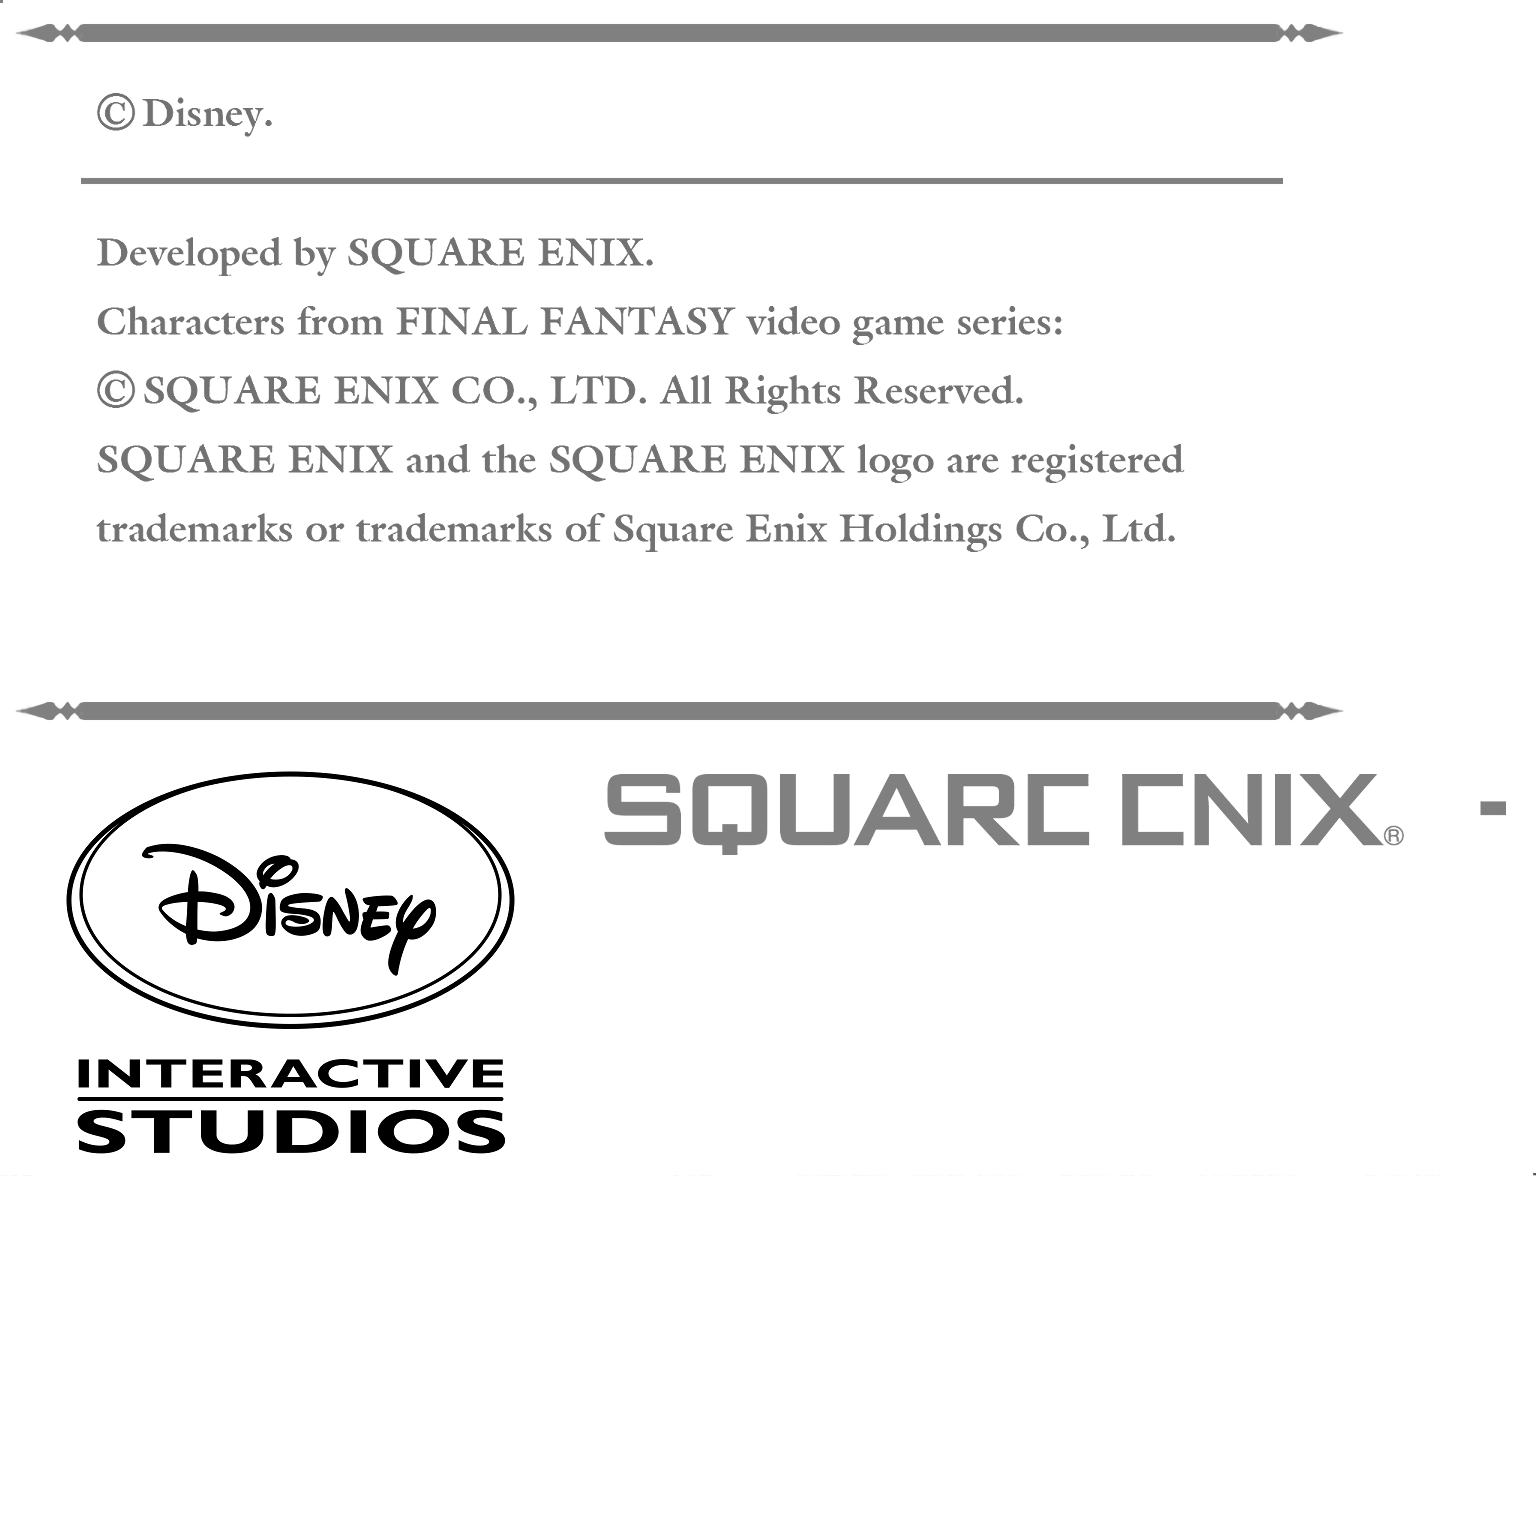 © Disney.
Developed by SQUARE ENIX.
Characters from FINAL FANTASY video game series:
© SQUARE ENIX CO., LTD. All Rights Reserved.
SQUARE ENIX and the SQUARE ENIX logo are registered
trademarks or trademarks of Square Enix Holdings Co., Ltd.
SQUARE ENIX®
Disney
INTERACTIVE
STUDIOS